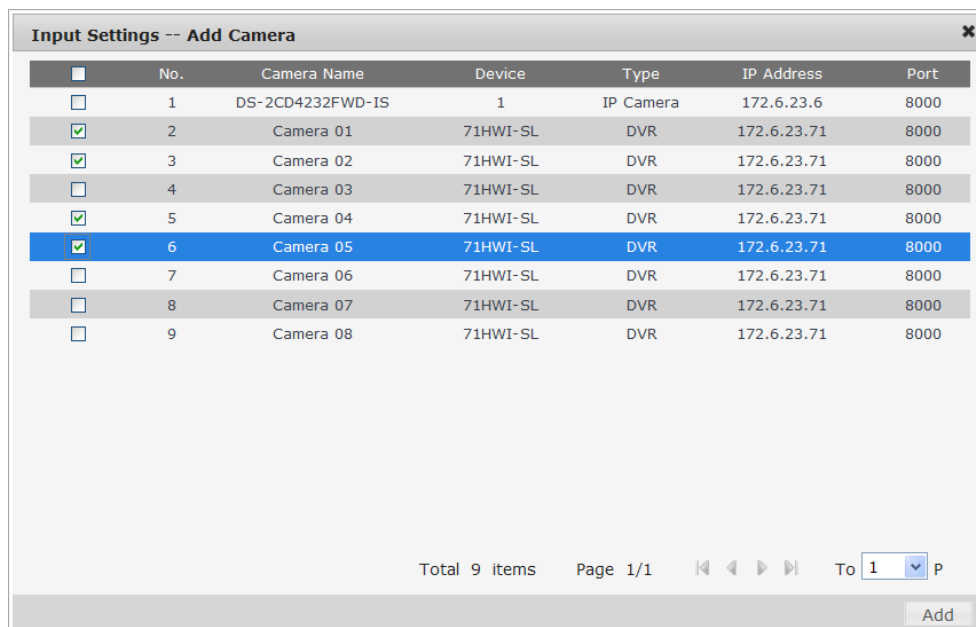 Input Settings -- Add Camera
No. Camera Name Device Type IP Address Port
1 DS-2CD4232FWD-IS 1 IP Camera 172.6.23.6 8000
2 Camera 01 71HWI-SL DVR 172.6.23.71 8000
3 Camera 02 71HWI-SL DVR 172.6.23.71 8000
4 Camera 03 71HWI-SL DVR 172.6.23.71 8000
5 Camera 04 71HWI-SL DVR 172.6.23.71 8000
6 Camera 05 71HWI-SL DVR 172.6.23.71 8000
7 Camera 06 71HWI-SL DVR 172.6.23.71 8000
8 Camera 07 71HWI-SL DVR 172.6.23.71 8000
9 Camera 08 71HWI-SL DVR 172.6.23.71 8000
Total 9 items Page 1/1 To 1 P
Add